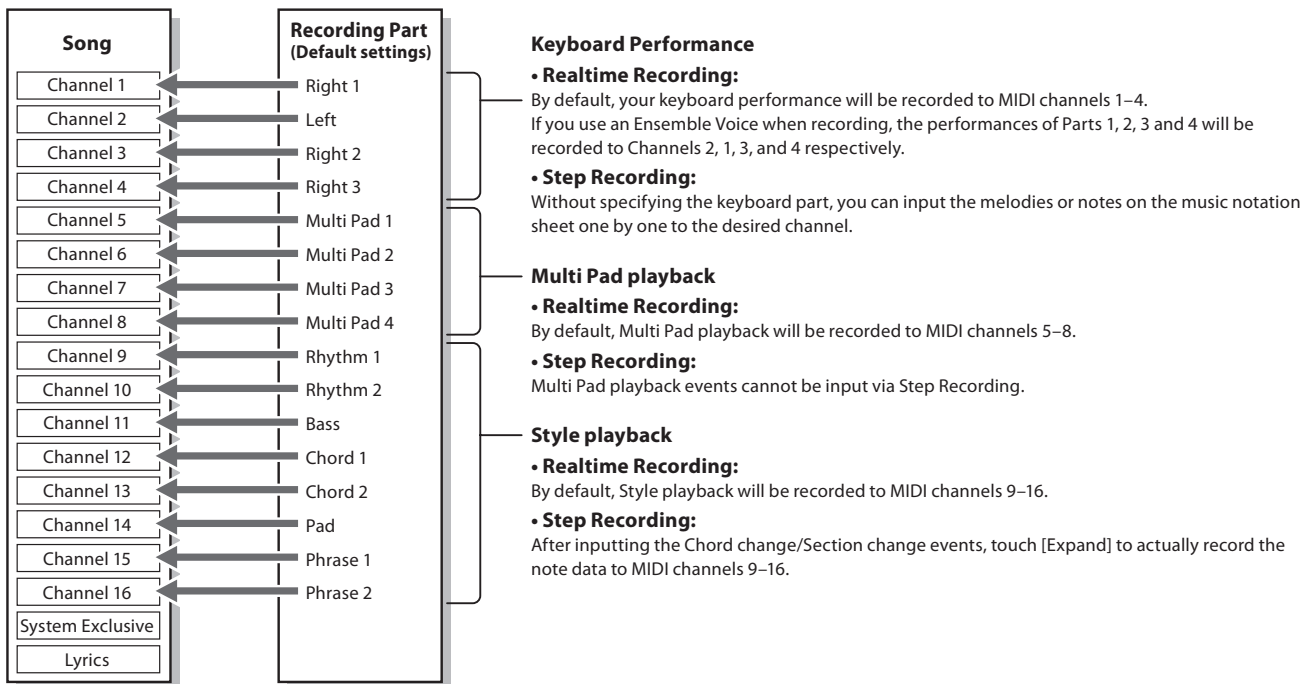 Song
Channel 1
Channel 2
Channel 3
Channel 4
Channel 5
Channel 6
Channel 7
Channel 8
Channel 9
Channel 10
Channel 11
Channel 12
Channel 13
Channel 14
Channel 15
Channel 16
System Exclusive
Lyrics
Recording Part
(Default settings)
Right 1
Left
Right 2
Right 3
Multi Pad 1
Multi Pad 2
Multi Pad 3
Multi Pad 4
Rhythm 1
Rhythm 2
Bass
Chord 1
Chord 2
Pad
Phrase 1
Phrase 2
Keyboard Performance
• Realtime Recording:
By default, your keyboard performance will be recorded to MIDI channels 1–4.
If you use an Ensemble Voice when recording, the performances of Parts 1, 2, 3 and 4 will be
recorded to Channels 2, 1, 3, and 4 respectively.
• Step Recording:
Without specifying the keyboard part, you can input the melodies or notes on the music notation
sheet one by one to the desired channel.
Multi Pad playback
• Realtime Recording:
By default, Multi Pad playback will be recorded to MIDI channels 5–8.
• Step Recording:
Multi Pad playback events cannot be input via Step Recording.
Style playback
• Realtime Recording:
By default, Style playback will be recorded to MIDI channels 9–16.
• Step Recording:
After inputting the Chord change/Section change events, touch [Expand] to actually record the
note data to MIDI channels 9–16.